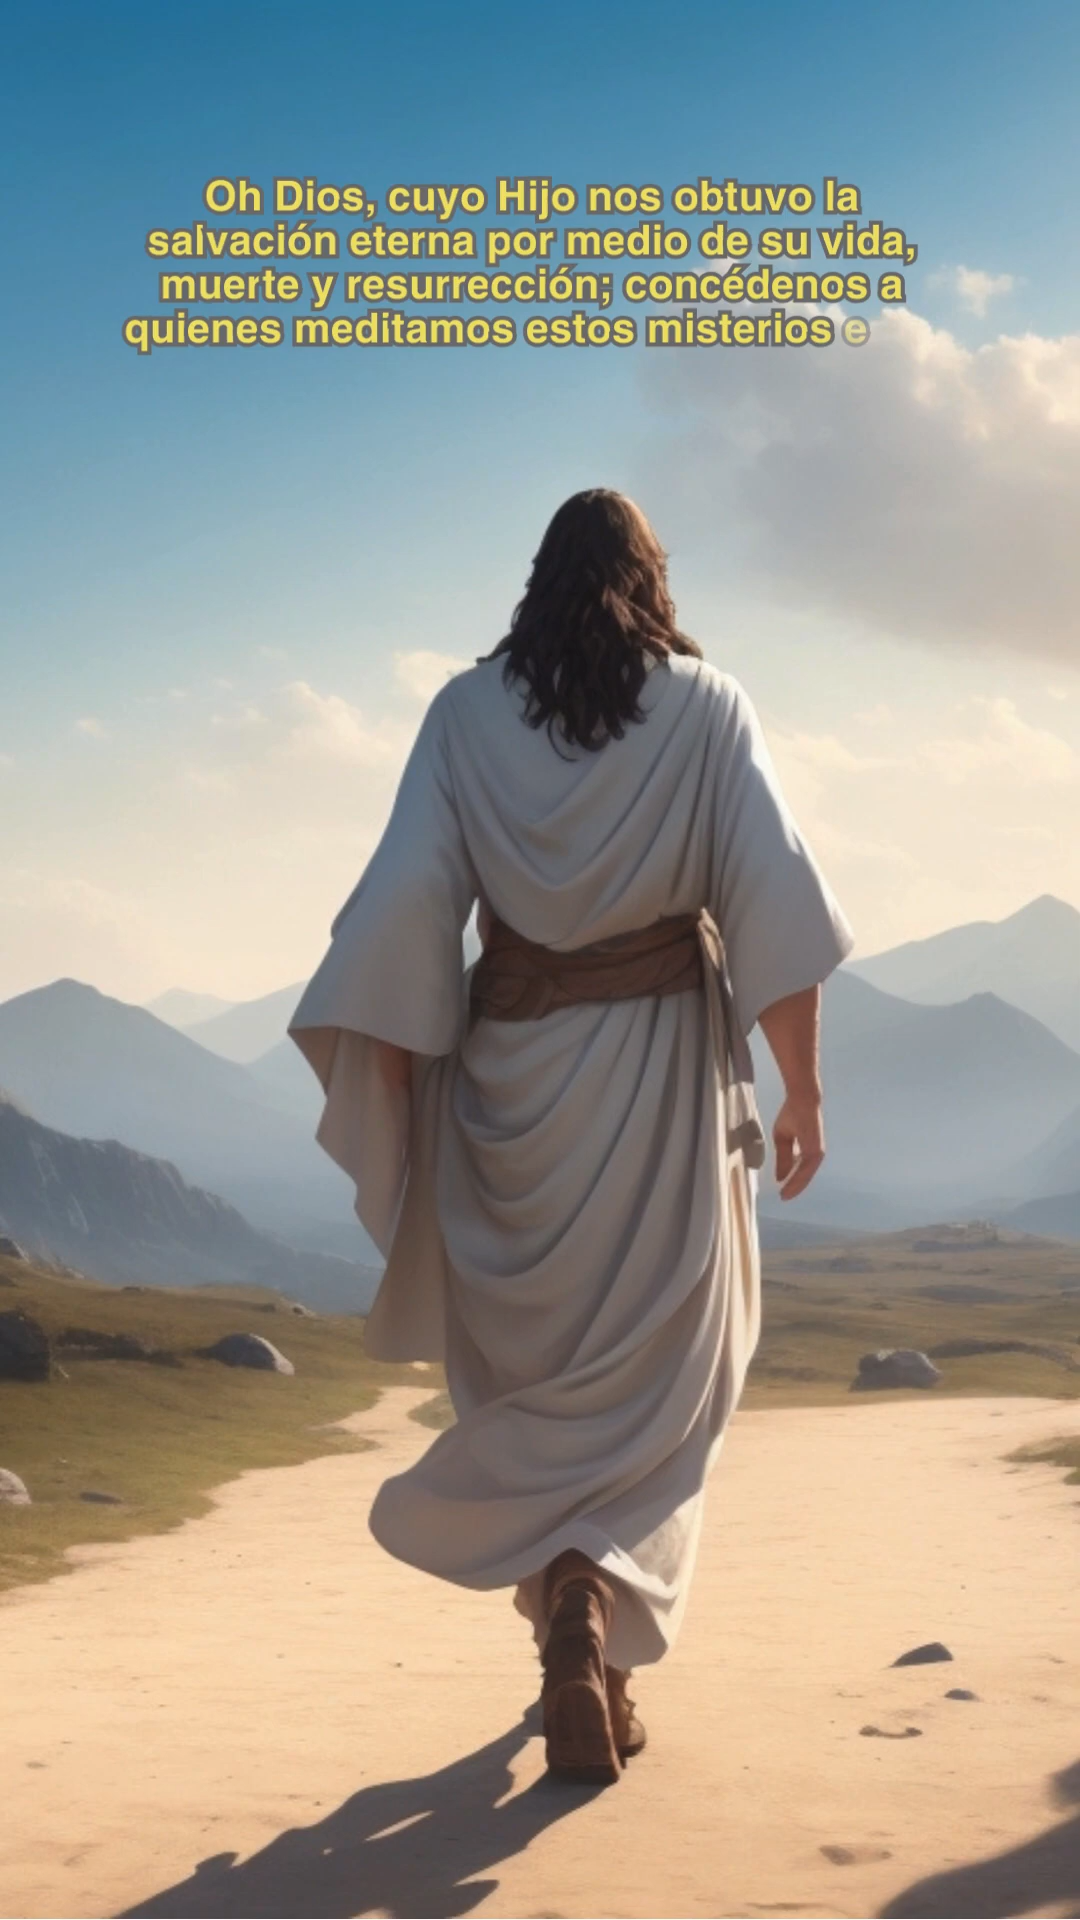 Oh Dios, cuyo Hijo nos obtuvo la
salvación eterna por medio de su vida,
muerte y resurrección; concédenos a
quienes meditamos estos misterios e